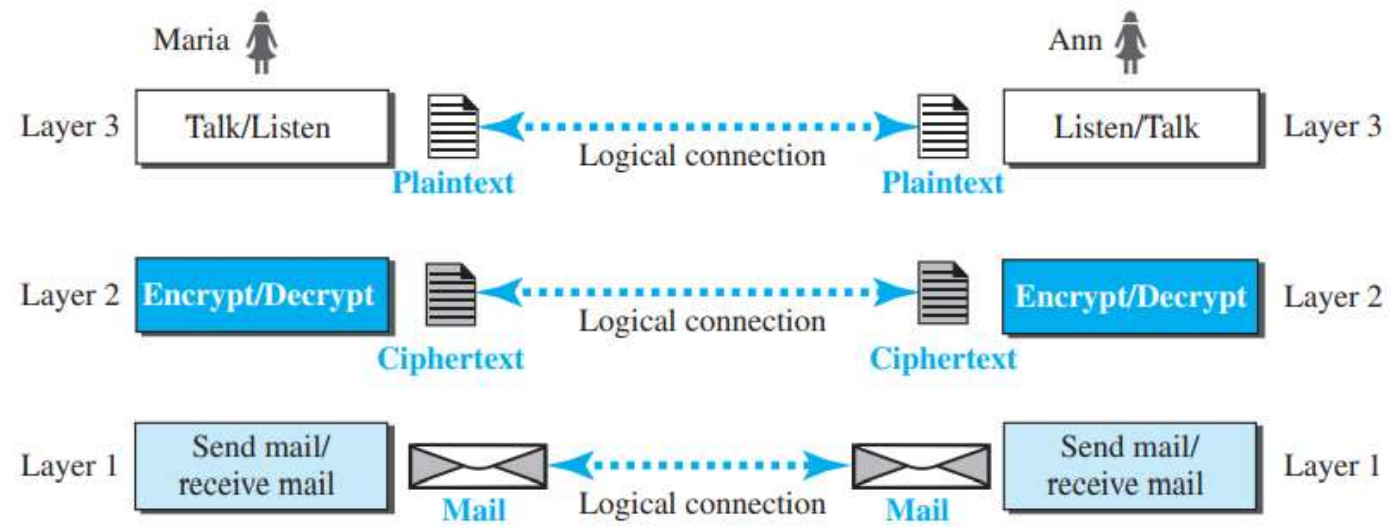 Maria
Ann
Layer 3
Talk/Listen
Plaintext
Logical connection
Plaintext
Listen/Talk
Layer 3
Layer 2
Encrypt/Decrypt
Ciphertext
Logical connection
Ciphertext
Encrypt/Decrypt
Layer 2
Layer 1
Send mail/
receive mail
Mail
Logical connection
Mail
Send mail/
receive mail
Layer 1